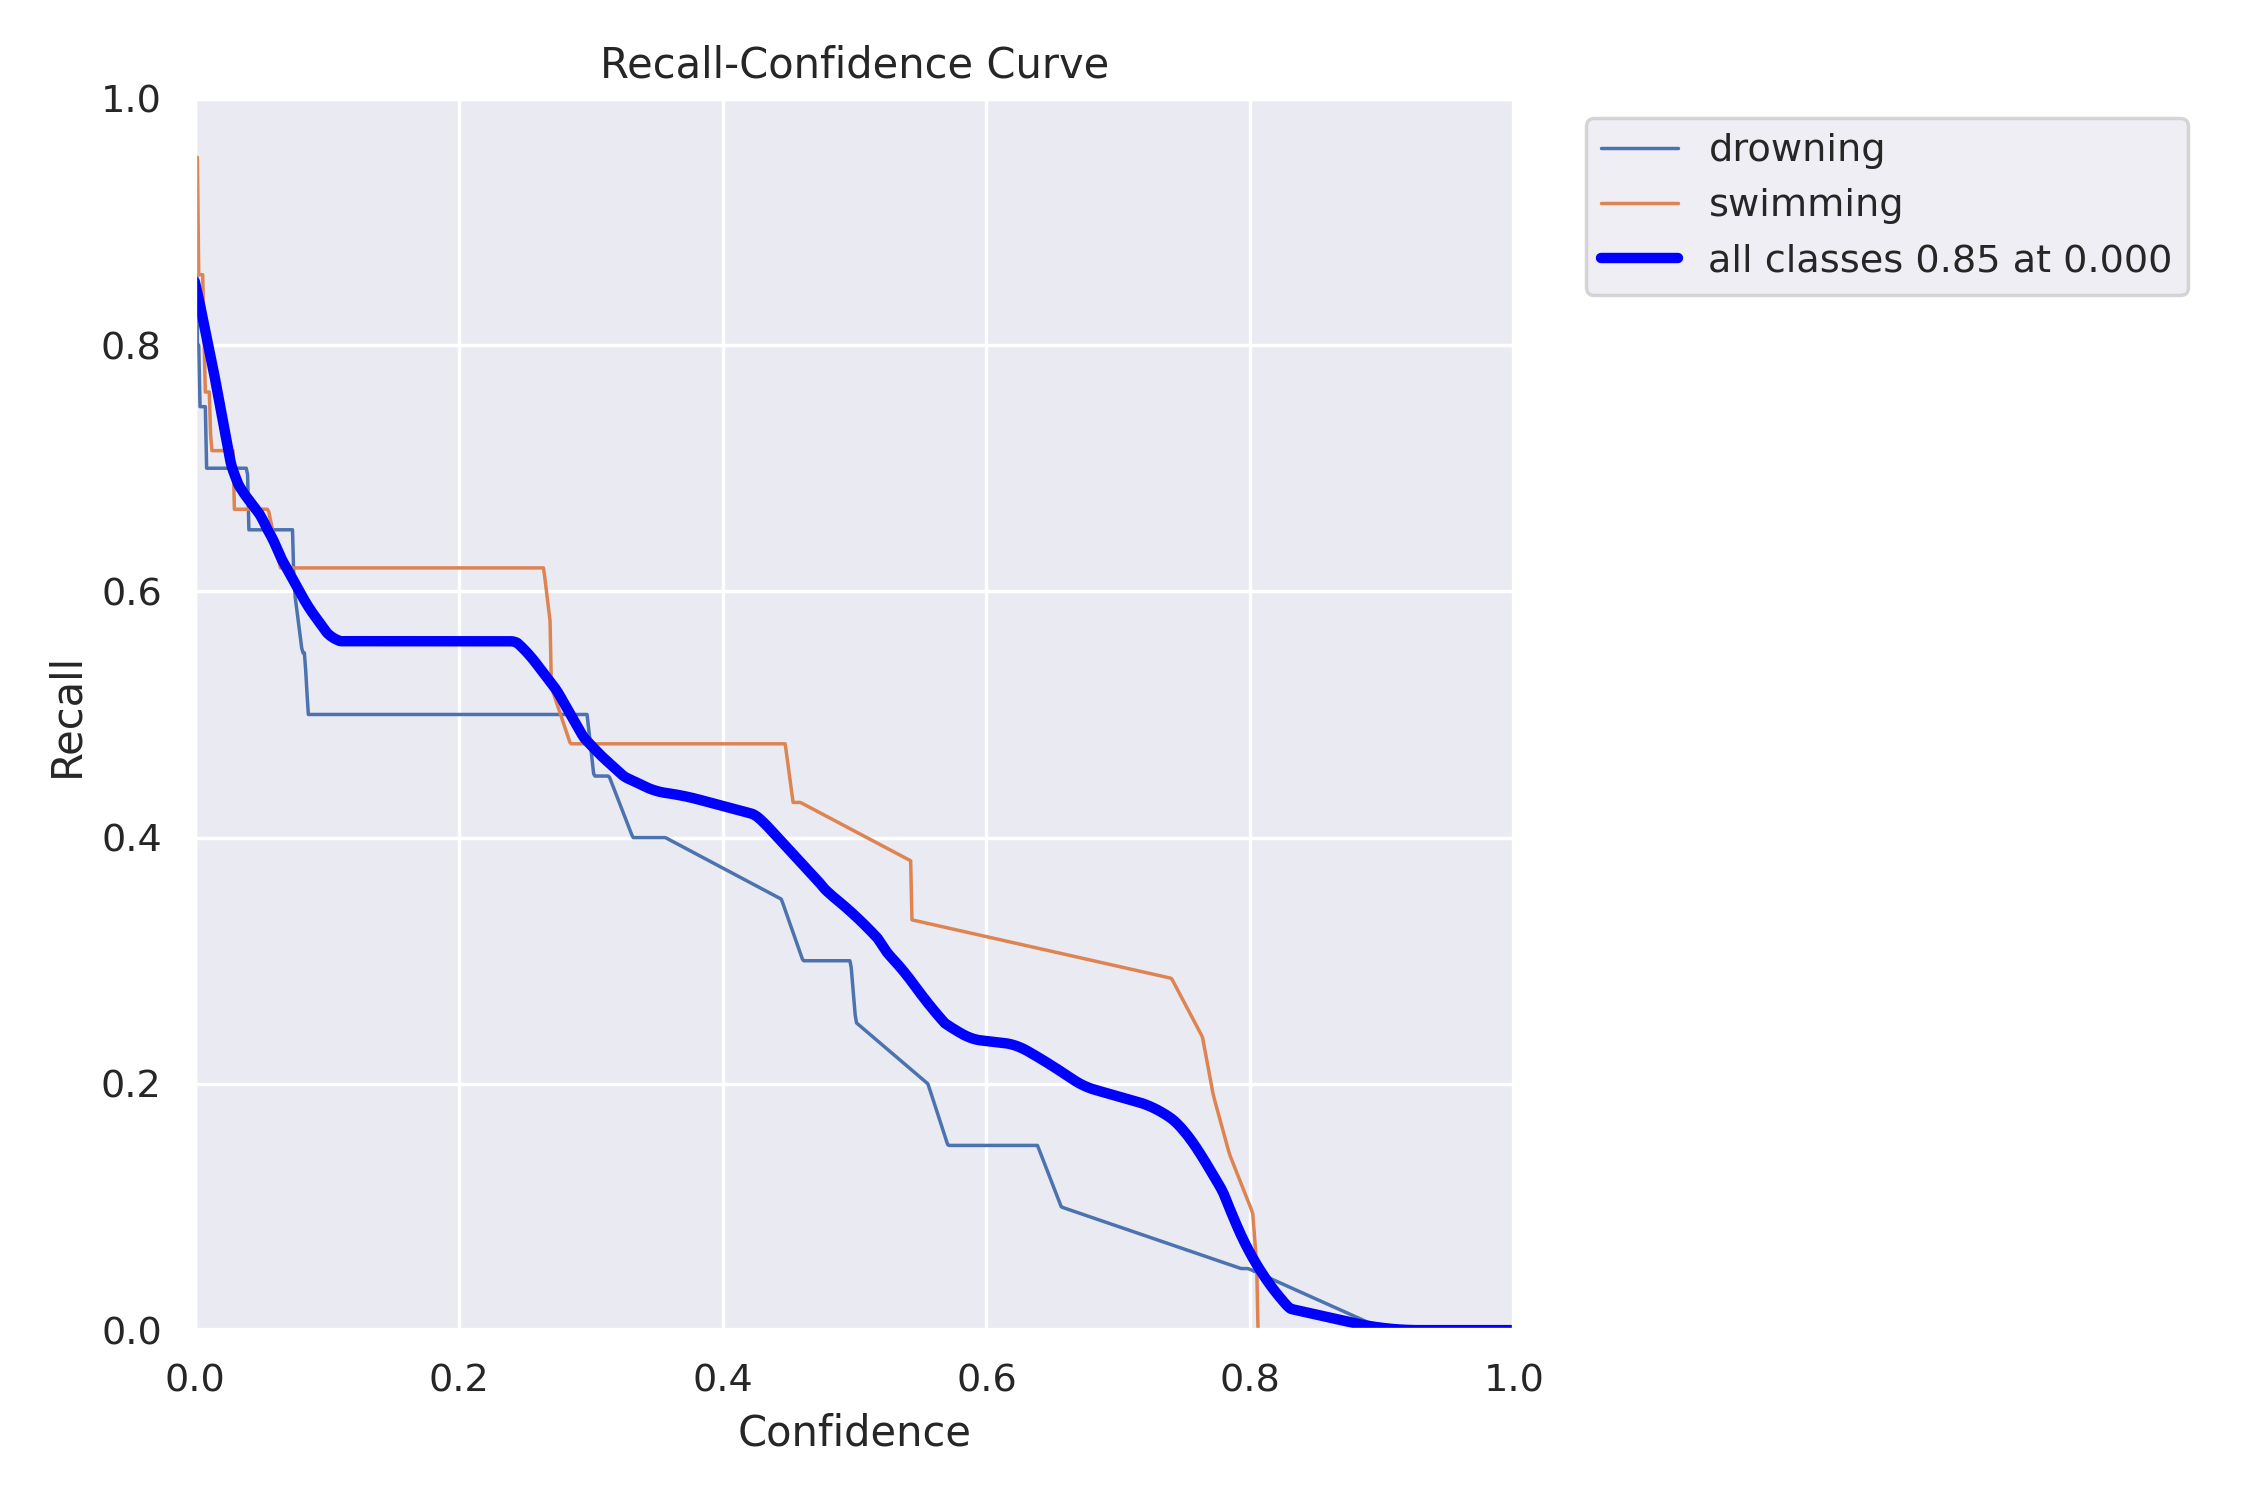 Recall-Confidence Curve
1.0
0.8
0.6
0.4
0.2
0.0
Recall
0.0 0.2 0.4 0.6 0.8 1.0
Confidence
drowning
swimming
all classes 0.85 at 0.000